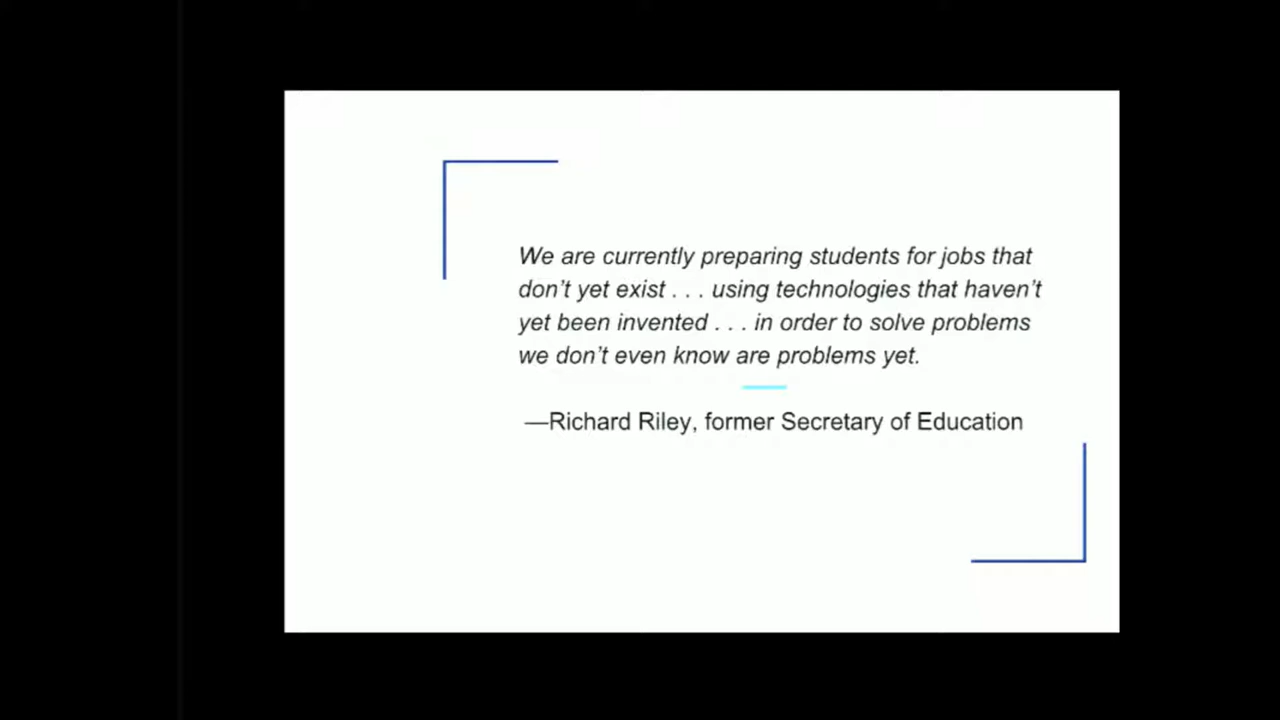 We are currently preparing students for jobs that
don’t yet exist . . . using technologies that haven’t
yet been invented . . . in order to solve problems
we don’t even know are problems yet.
—Richard Riley, former Secretary of Education